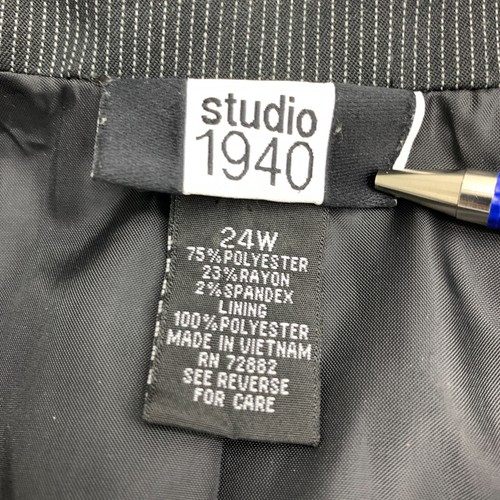 studio
1940
24W
75% POLYESTER
23% RAYON
2% SPANDEX
LINING
100% POLYESTER
MADE IN VIETNAM
RN 72882
SEE REVERSE
FOR CARE